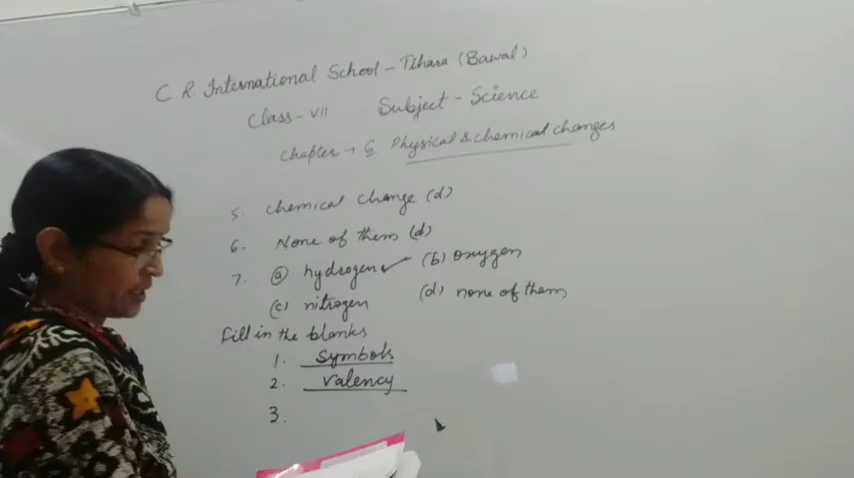 C R International School - Tihara (Bawal)
Class - VII Subject - Science
Chapter → 6 Physical & chemical changes
5. chemical change (d)
6. None of them (d)
7. (a) hydrogen ✓ (b) oxygen
(c) nitrogen (d) none of them
Fill in the blanks
1. symbols
2. valency
3.